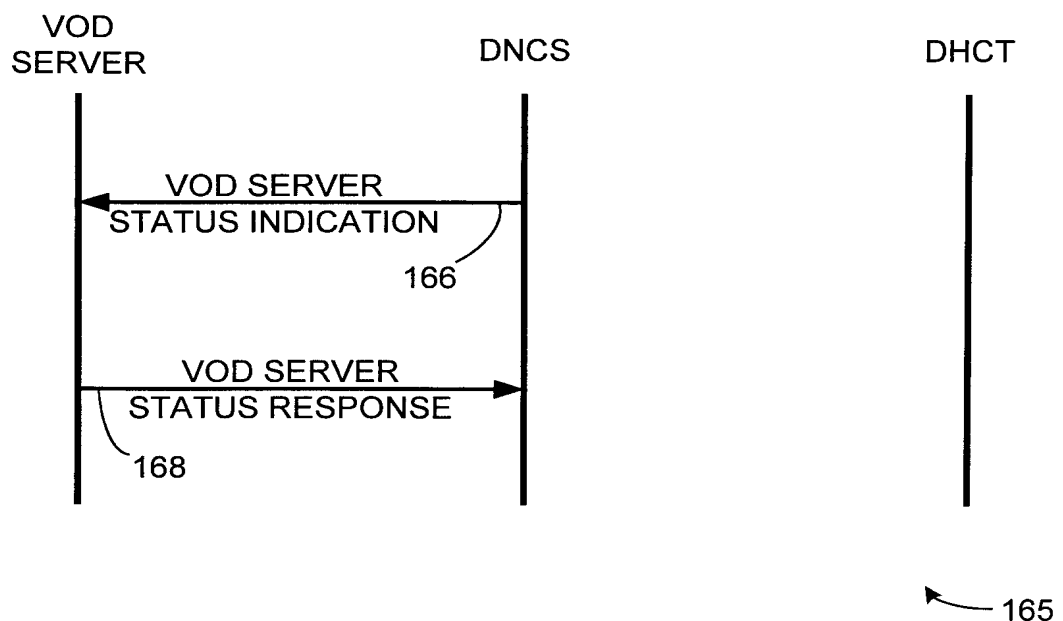 VOD
SERVER
DNCS
DHCT
VOD SERVER
STATUS INDICATION
166
VOD SERVER
STATUS RESPONSE
168
165